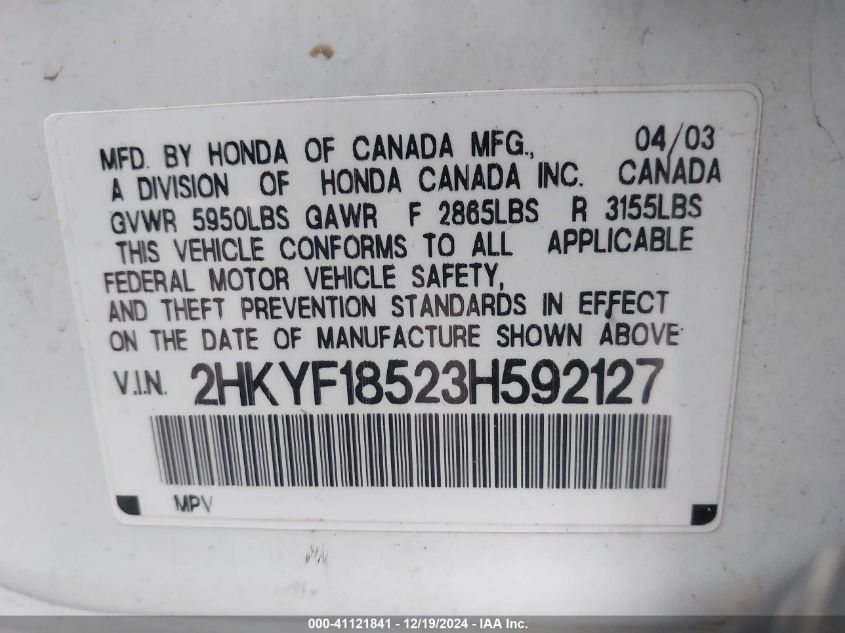 MFD. BY HONDA OF CANADA MFG., 04/03
A DIVISION OF HONDA CANADA INC. CANADA
GVWR 5950LBS GAWR F 2865LBS R 3155LBS
THIS VEHICLE CONFORMS TO ALL APPLICABLE
FEDERAL MOTOR VEHICLE SAFETY,
AND THEFT PREVENTION STANDARDS IN EFFECT
ON THE DATE OF MANUFACTURE SHOWN ABOVE
V.I.N. 2HKYF18523H592127
MPV
000-41121841 - 12/19/2024 - IAA Inc.